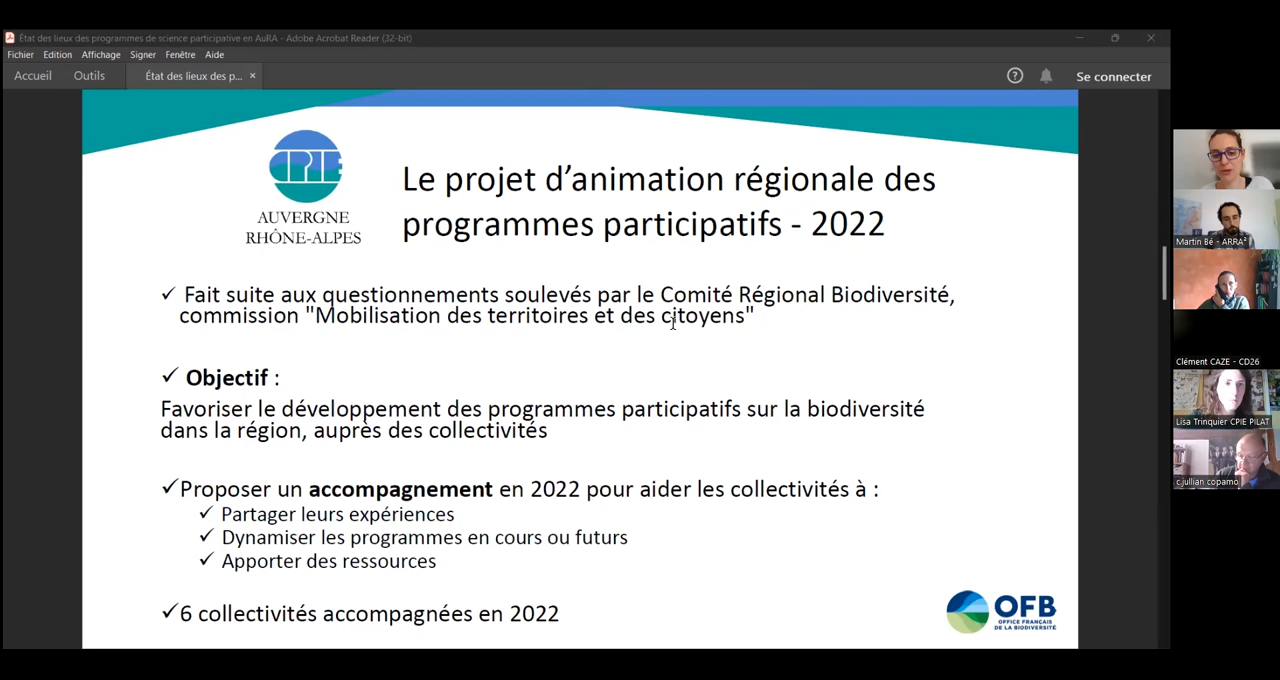 État des lieux des programmes de science participative en AuRA - Adobe Acrobat Reader (32-bit)
Fichier Edition Affichage Signer Fenêtre Aide
Accueil Outils État des lieux des p... × ? Se connecter
CPIE
AUVERGNE
RHÔNE-ALPES
Le projet d’animation régionale des
programmes participatifs - 2022
✓ Fait suite aux questionnements soulevés par le Comité Régional Biodiversité,
commission "Mobilisation des territoires et des citoyens"
✓ Objectif :
Favoriser le développement des programmes participatifs sur la biodiversité
dans la région, auprès des collectivités
✓Proposer un accompagnement en 2022 pour aider les collectivités à :
✓ Partager leurs expériences
✓ Dynamiser les programmes en cours ou futurs
✓ Apporter des ressources
✓6 collectivités accompagnées en 2022
OFB
OFFICE FRANÇAIS
DE LA BIODIVERSITÉ
Martin Bé - ARRA²
Clément CAZE - CD26
Lisa Trinquier CPIE PILAT
c.jullian copamo